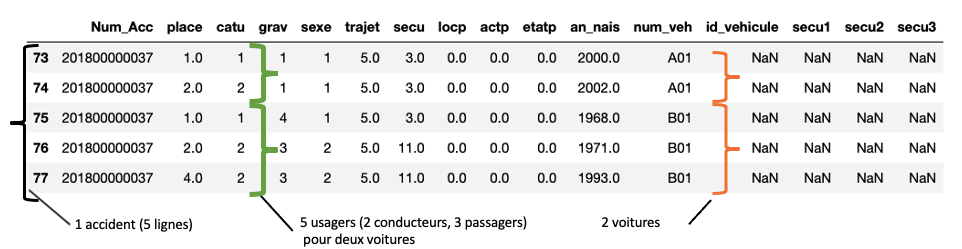 Num_Acc place catu grav sexe trajet secu locp actp etatp an_nais num_veh id_vehicule secu1 secu2 secu3
73 201800000037 1.0 1 1 1 5.0 3.0 0.0 0.0 0.0 2000.0 A01 NaN NaN NaN NaN
74 201800000037 2.0 2 1 1 5.0 3.0 0.0 0.0 0.0 2002.0 A01 NaN NaN NaN NaN
75 201800000037 1.0 1 4 1 5.0 3.0 0.0 0.0 0.0 1968.0 B01 NaN NaN NaN NaN
76 201800000037 2.0 2 3 2 5.0 11.0 0.0 0.0 0.0 1971.0 B01 NaN NaN NaN NaN
77 201800000037 4.0 2 3 2 5.0 11.0 0.0 0.0 0.0 1993.0 B01 NaN NaN NaN NaN
1 accident (5 lignes)
5 usagers (2 conducteurs, 3 passagers)
pour deux voitures
2 voitures